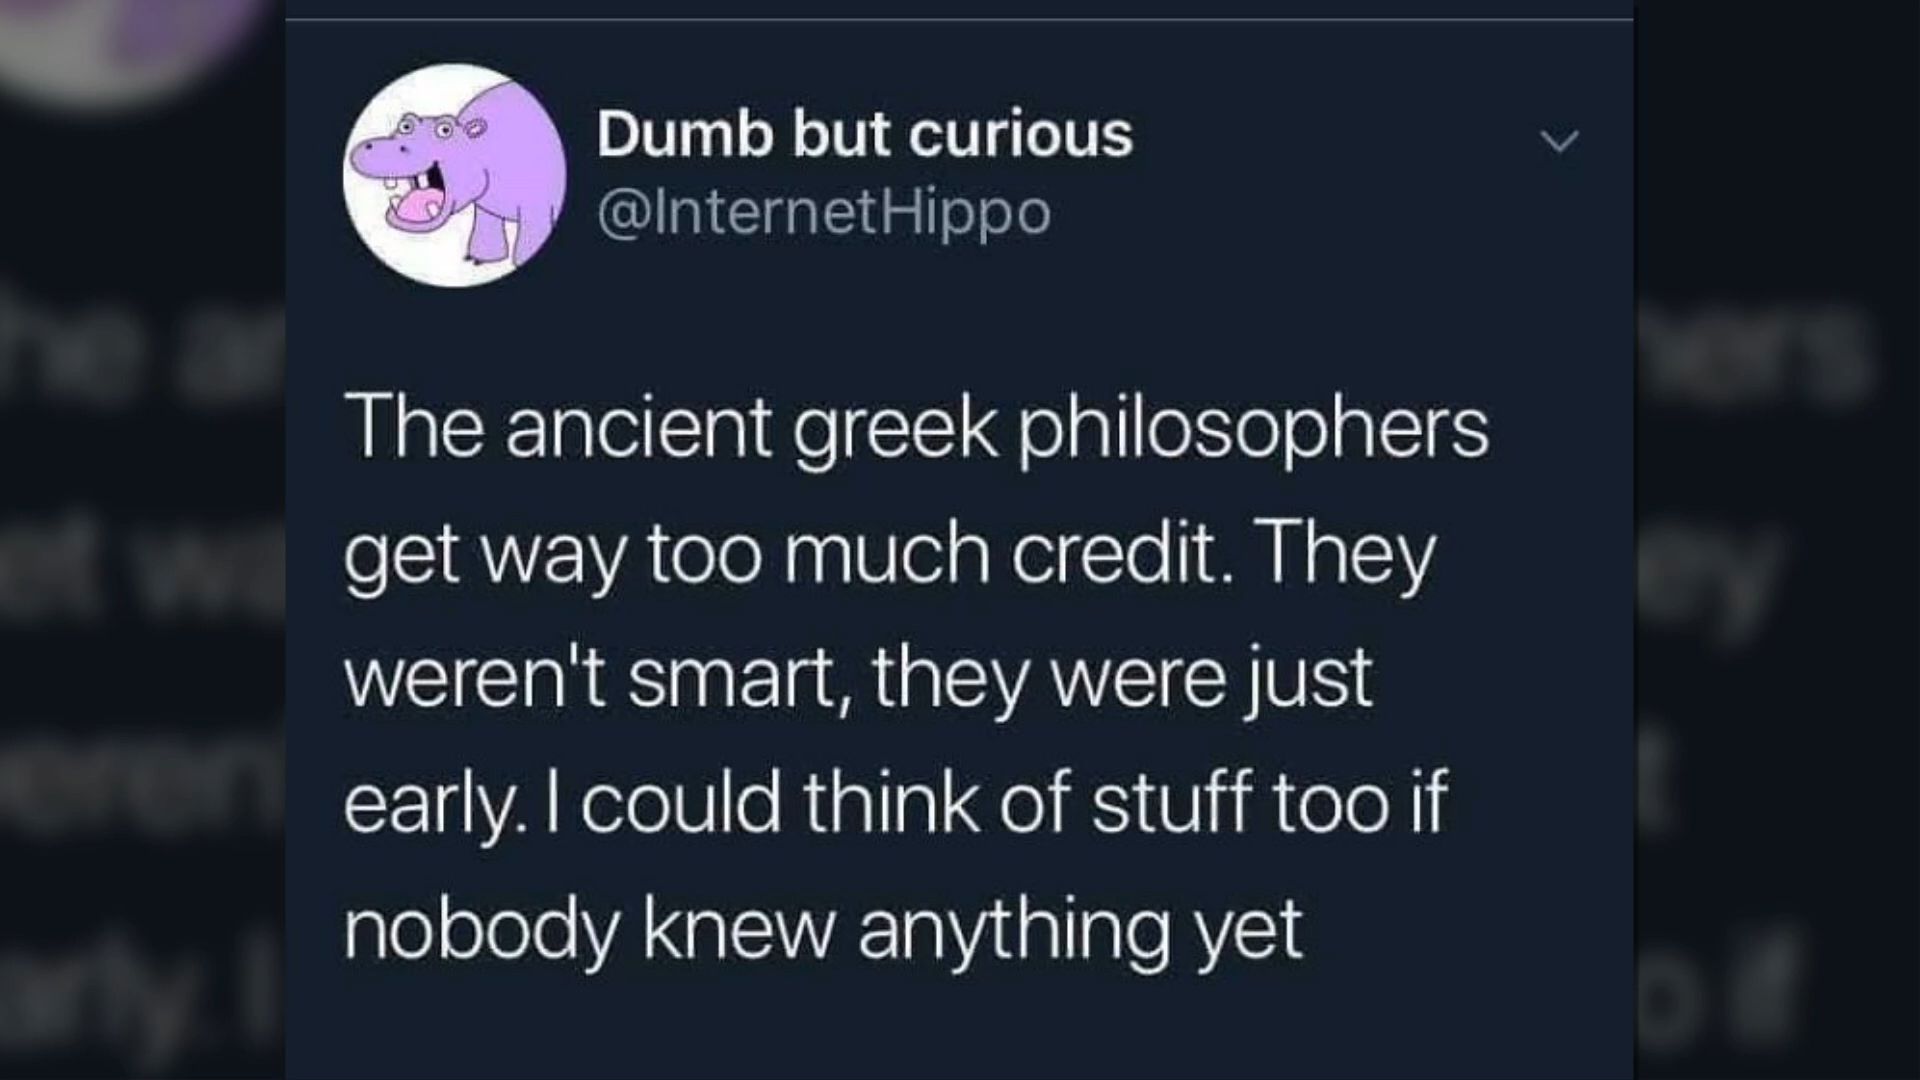 Dumb but curious
@InternetHippo
The ancient greek philosophers
get way too much credit. They
weren't smart, they were just
early. I could think of stuff too if
nobody knew anything yet